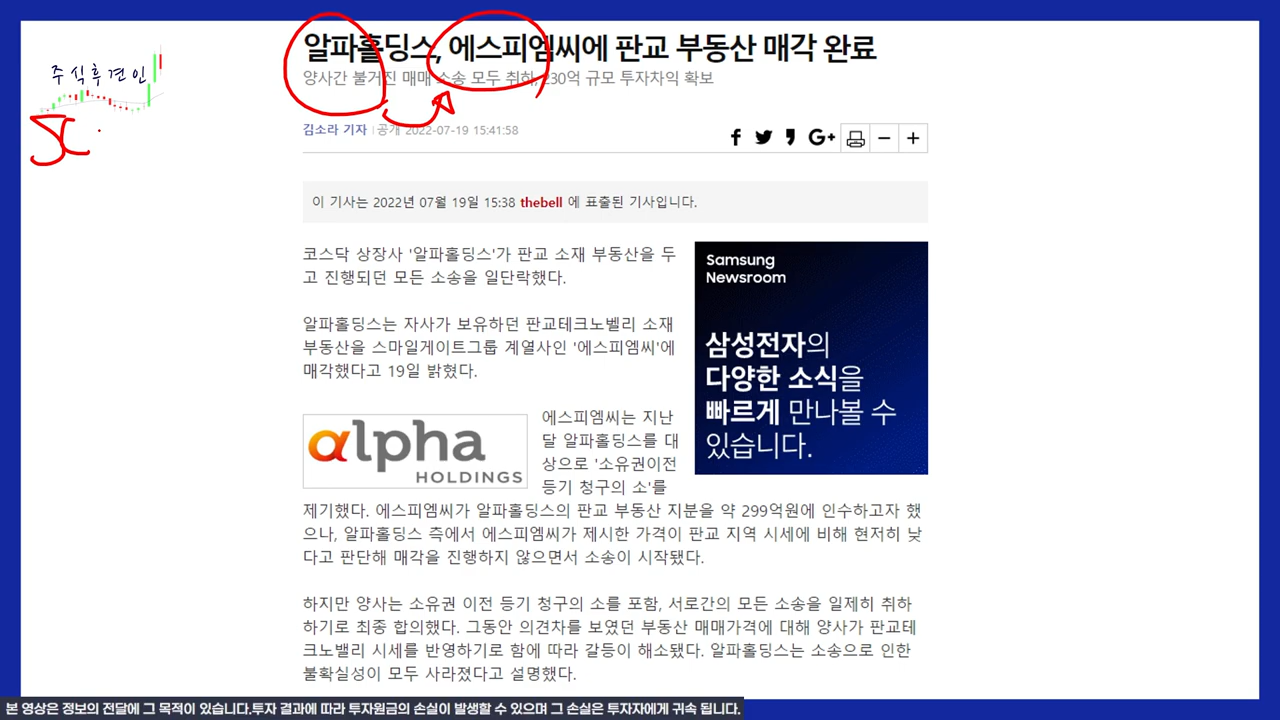 알파홀딩스, 에스피엠씨에 판교 부동산 매각 완료
양사간 불거진 매매 소송 모두 취하, 230억 규모 투자차익 확보
주식후견인
김소라 기자 | 공개 2022-07-19 15:41:58
G+
이 기사는 2022년 07월 19일 15:38 thebell 에 표출된 기사입니다.
코스닥 상장사 '알파홀딩스'가 판교 소재 부동산을 두
고 진행되던 모든 소송을 일단락했다.
알파홀딩스는 자사가 보유하던 판교테크노벨리 소재
부동산을 스마일게이트그룹 계열사인 '에스피엠씨'에
매각했다고 19일 밝혔다.
Samsung
Newsroom
삼성전자의
다양한 소식을
빠르게 만나볼 수
있습니다.
alpha
HOLDINGS
에스피엠씨는 지난
달 알파홀딩스를 대
상으로 '소유권이전
등기 청구의 소'를
제기했다. 에스피엠씨가 알파홀딩스의 판교 부동산 지분을 약 299억원에 인수하고자 했
으나, 알파홀딩스 측에서 에스피엠씨가 제시한 가격이 판교 지역 시세에 비해 현저히 낮
다고 판단해 매각을 진행하지 않으면서 소송이 시작됐다.
하지만 양사는 소유권 이전 등기 청구의 소를 포함, 서로간의 모든 소송을 일제히 취하
하기로 최종 합의했다. 그동안 의견차를 보였던 부동산 매매가격에 대해 양사가 판교테
크노밸리 시세를 반영하기로 함에 따라 갈등이 해소됐다. 알파홀딩스는 소송으로 인한
불확실성이 모두 사라졌다고 설명했다.
본 영상은 정보의 전달에 그 목적이 있습니다.투자 결과에 따라 투자원금의 손실이 발생할 수 있으며 그 손실은 투자자에게 귀속 됩니다.